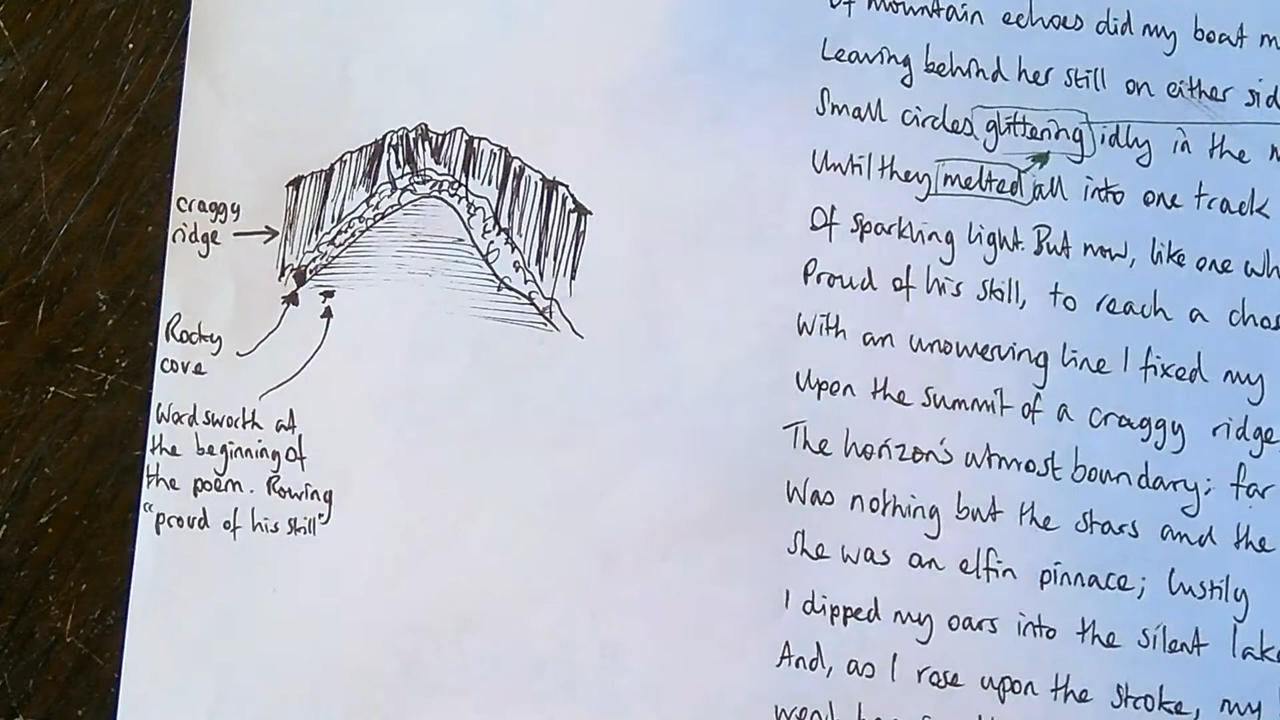 craggy
ridge
Rocky
cove
Wordsworth at
the beginning of
the poem. Rowing
"proud of his skill"
Of mountain echoes did my boat m
Leaving behind her still on either sid
Small circles glittering idly in the m
Until they melted all into one track
Of sparkling light. But now, like one wh
Proud of his skill, to reach a chos
With an unswerving line I fixed my
Upon the summit of a craggy ridge,
The horizon's utmost boundary; far
Was nothing but the stars and the
She was an elfin pinnace; lustily
I dipped my oars into the silent lake
And, as I rose upon the stroke, my
went